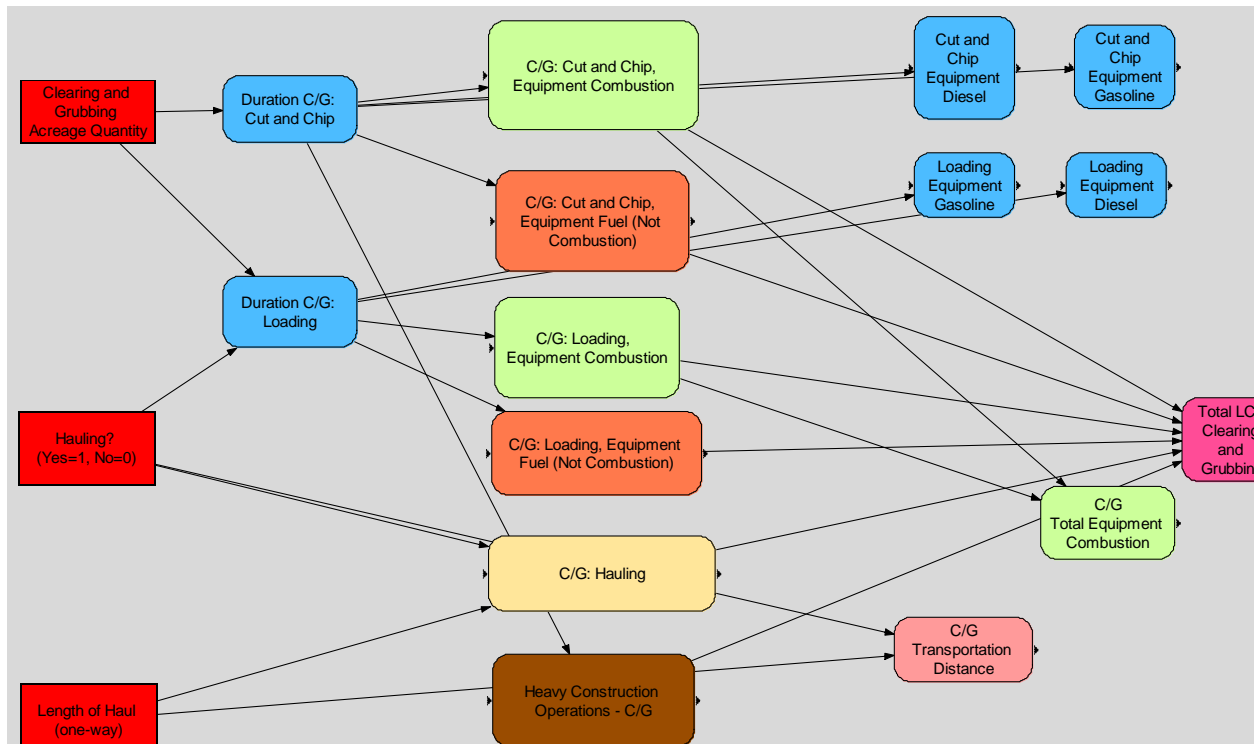 Clearing and
Grubbing
Acreage Quantity
Duration C/G:
Cut and Chip
C/G: Cut and Chip,
Equipment Combustion
Cut and
Chip
Equipment
Diesel
Cut and
Chip
Equipment
Gasoline
C/G: Cut and Chip,
Equipment Fuel (Not
Combustion)
Loading
Equipment
Gasoline
Loading
Equipment
Diesel
Duration C/G:
Loading
C/G: Loading,
Equipment Combustion
Hauling?
(Yes=1, No=0)
C/G: Loading, Equipment
Fuel (Not Combustion)
Total LC
Clearing
and
Grubbin
C/G
Total Equipment
Combustion
C/G: Hauling
C/G
Transportation
Distance
Length of Haul
(one-way)
Heavy Construction
Operations - C/G